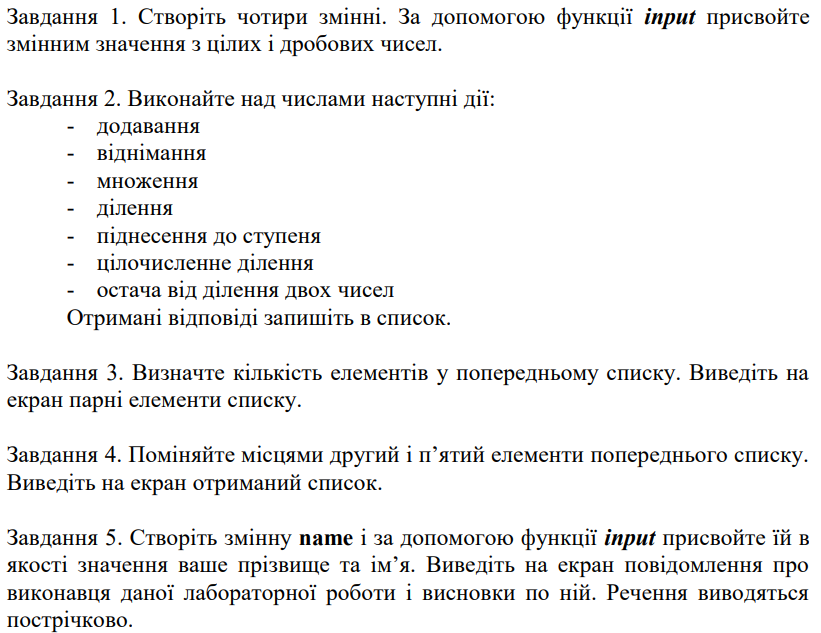 Завдання 1. Створіть чотири змінні. За допомогою функції input присвойте
змінним значення з цілих і дробових чисел.
Завдання 2. Виконайте над числами наступні дії:
- додавання
- віднімання
- множення
- ділення
- піднесення до ступеня
- цілочисленне ділення
- остача від ділення двох чисел
Отримані відповіді запишіть в список.
Завдання 3. Визначте кількість елементів у попередньому списку. Виведіть на
екран парні елементи списку.
Завдання 4. Поміняйте місцями другий і п’ятий елементи попереднього списку.
Виведіть на екран отриманий список.
Завдання 5. Створіть змінну name і за допомогою функції input присвойте їй в
якості значення ваше прізвище та ім’я. Виведіть на екран повідомлення про
виконавця даної лабораторної роботи і висновки по ній. Речення виводяться
пострічково.